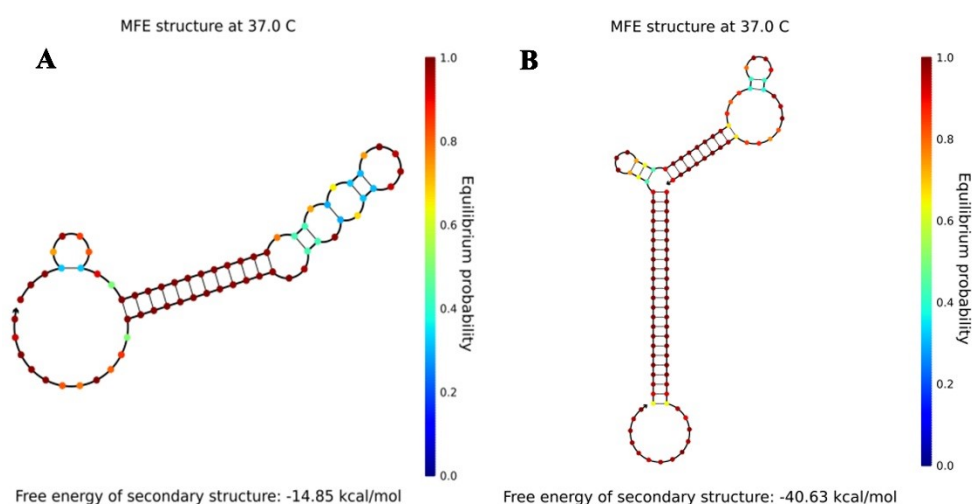 MFE structure at 37.0 C
A
1.0
0.8
0.6
0.4
0.2
0.0
Equilibrium probability
Free energy of secondary structure: -14.85 kcal/mol
MFE structure at 37.0 C
B
1.0
0.8
0.6
0.4
0.2
0.0
Equilibrium probability
Free energy of secondary structure: -40.63 kcal/mol